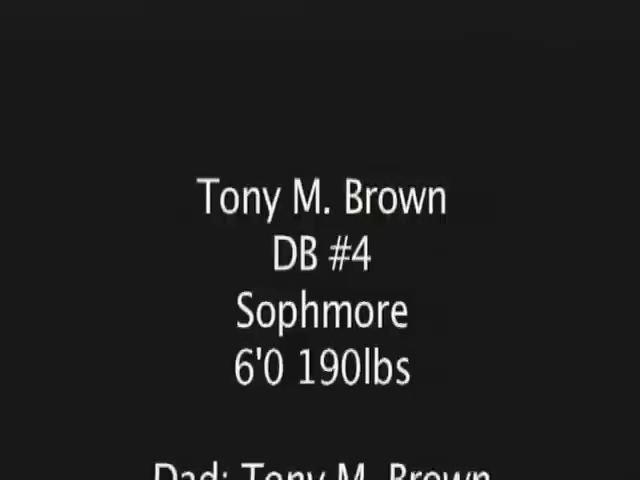 Tony M. Brown
DB #4
Sophmore
6'0 190lbs
Dad: Tony M. Brown